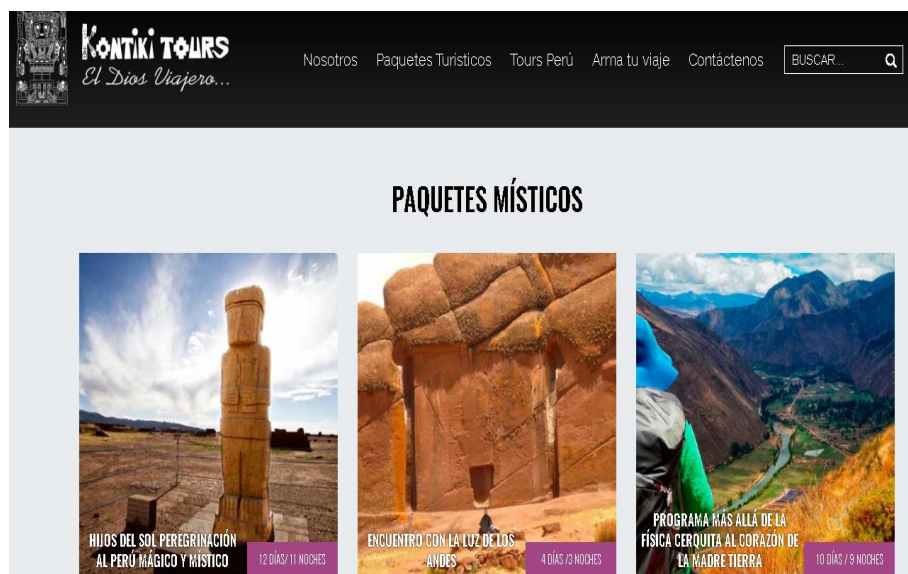 KONTIKI TOURS
El Dios Viajero...
Nosotros Paquetes Turísticos Tours Perú Arma tu viaje Contáctenos BUSCAR...
PAQUETES MÍSTICOS
HIJOS DEL SOL PEREGRINACIÓN
AL PERÚ MÁGICO Y MÍSTICO
12 DÍAS/ 11 NOCHES
ENCUENTRO CON LA LUZ DE LOS
ANDES
4 DÍAS /3 NOCHES
PROGRAMA MÁS ALLÁ DE LA
FÍSICA CERQUITA AL CORAZÓN DE
LA MADRE TIERRA
10 DÍAS / 9 NOCHES